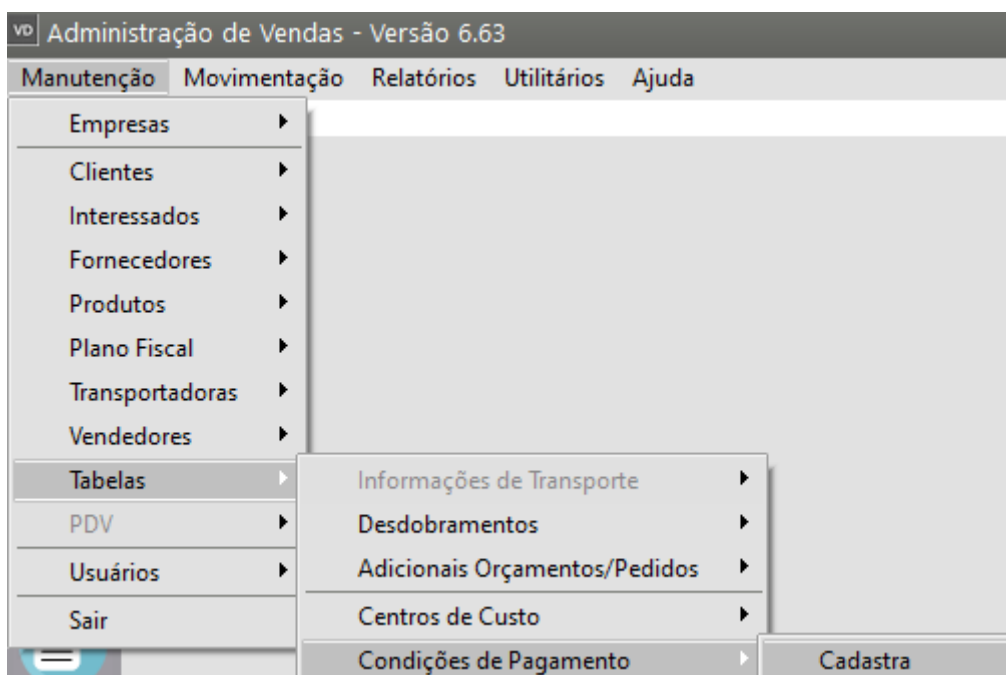 VD Administração de Vendas - Versão 6.63
Manutenção Movimentação Relatórios Utilitários Ajuda
Empresas
Clientes
Interessados
Fornecedores
Produtos
Plano Fiscal
Transportadoras
Vendedores
Tabelas
PDV
Usuários
Sair
Informações de Transporte
Desdobramentos
Adicionais Orçamentos/Pedidos
Centros de Custo
Condições de Pagamento
Cadastra